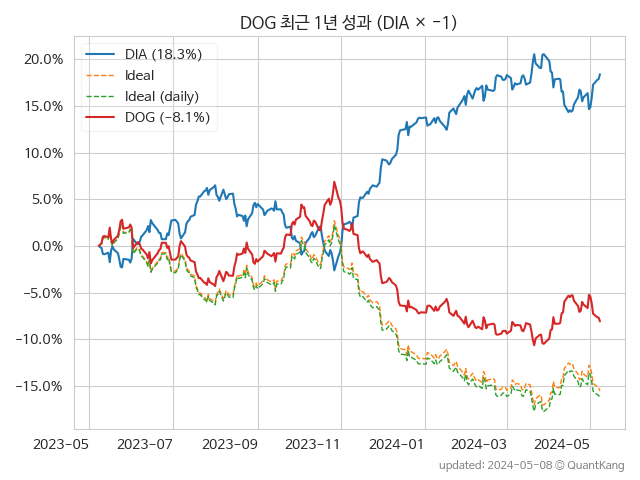 DOG 최근 1년 성과 (DIA × −1)
DIA (18.3%)
Ideal
Ideal (daily)
DOG (−8.1%)
20.0%
15.0%
10.0%
5.0%
0.0%
−5.0%
−10.0%
−15.0%
2023-05
2023-07
2023-09
2023-11
2024-01
2024-03
2024-05
updated: 2024-05-08 © QuantKang